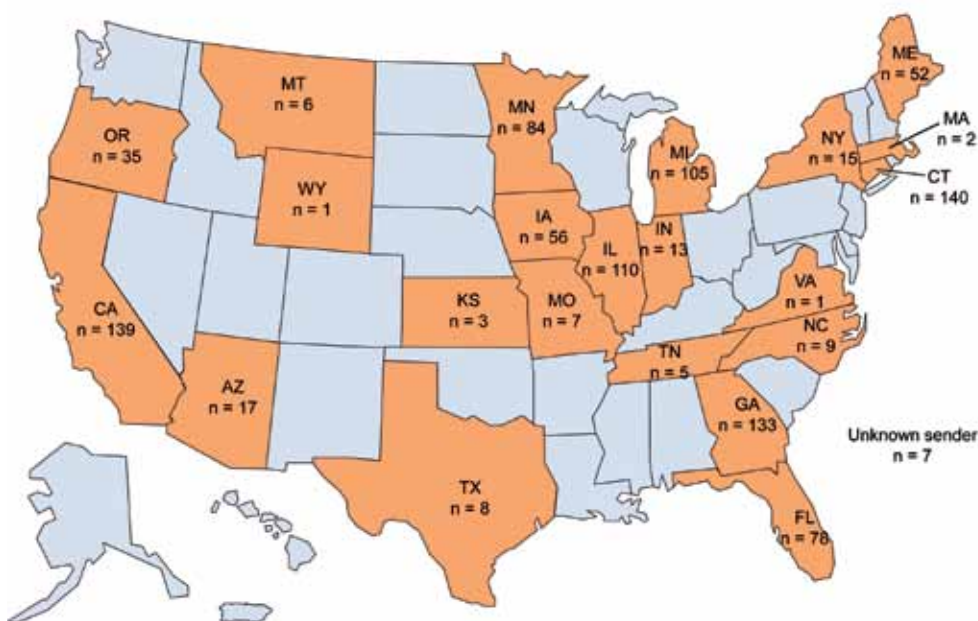 ME
n = 52
MT
n = 6
MN
n = 84
MA
n = 2
OR
n = 35
NY
n = 15
MI
n = 105
CT
n = 140
WY
n = 1
IA
n = 56
IL
n = 110
IN
n = 13
VA
n = 1
CA
n = 139
KS
n = 3
MO
n = 7
NC
n = 9
TN
n = 5
AZ
n = 17
GA
n = 133
Unknown sender
n = 7
TX
n = 8
FL
n = 78